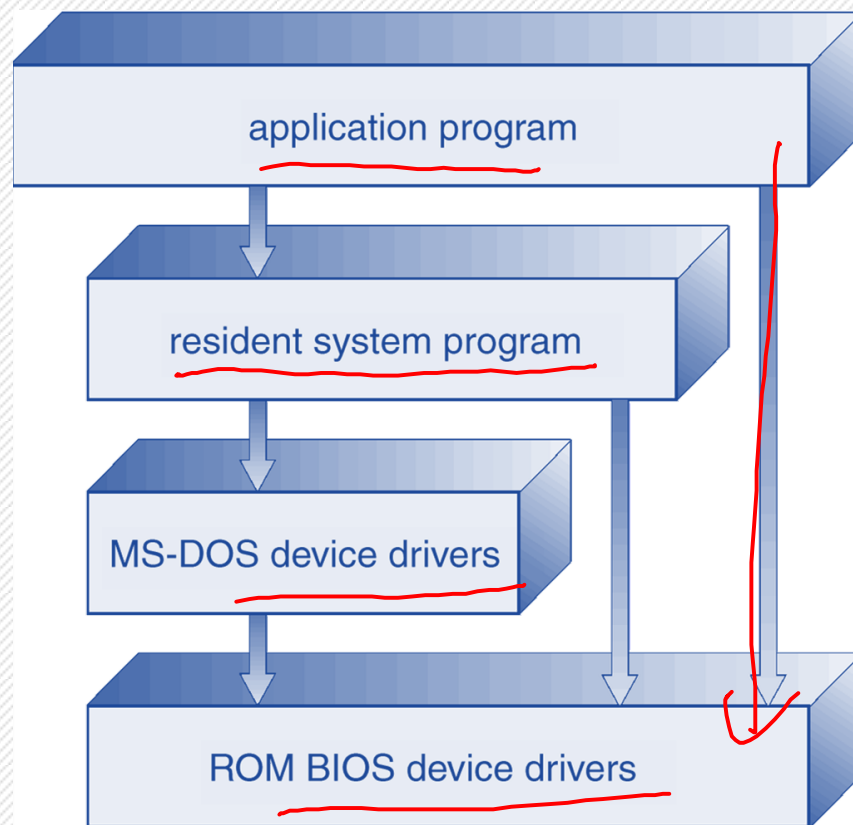 application program
resident system program
MS-DOS device drivers
ROM BIOS device drivers